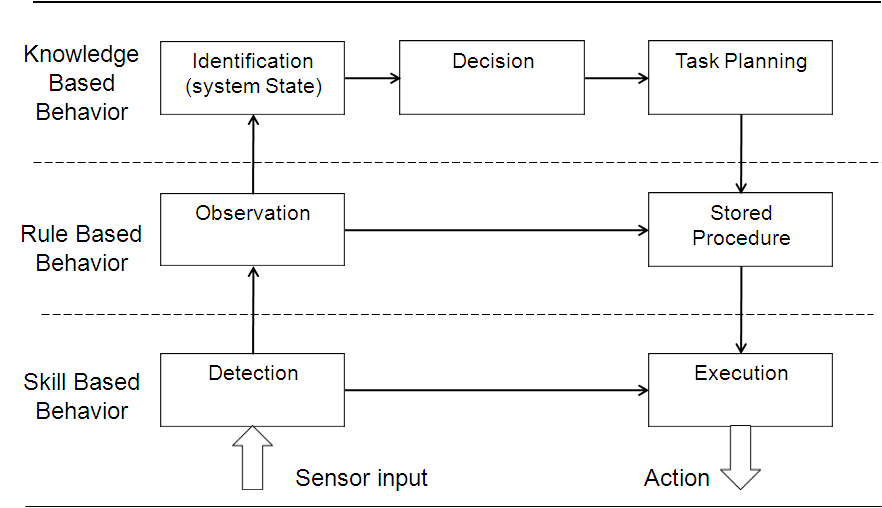 Knowledge
Based
Behavior
Identification
(system State)
Decision
Task Planning
Rule Based
Behavior
Observation
Stored
Procedure
Skill Based
Behavior
Detection
Execution
Sensor input
Action